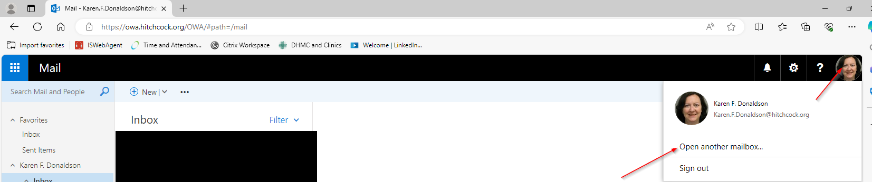 Mail - Karen.F.Donaldson@hitchcock
https://owa.hitchcock.org/OWA/#path=/mail
Import favorites ISWebAgent Time and Attendan... Citrix Workspace DHMC and Clinics Welcome | LinkedIn...
Mail
Search Mail and People New Karen F. Donaldson
Karen.F.Donaldson@hitchcock.org
Favorites Inbox Filter
Inbox Open another mailbox...
Sent Items
Karen F. Donaldson Sign out
Inbox